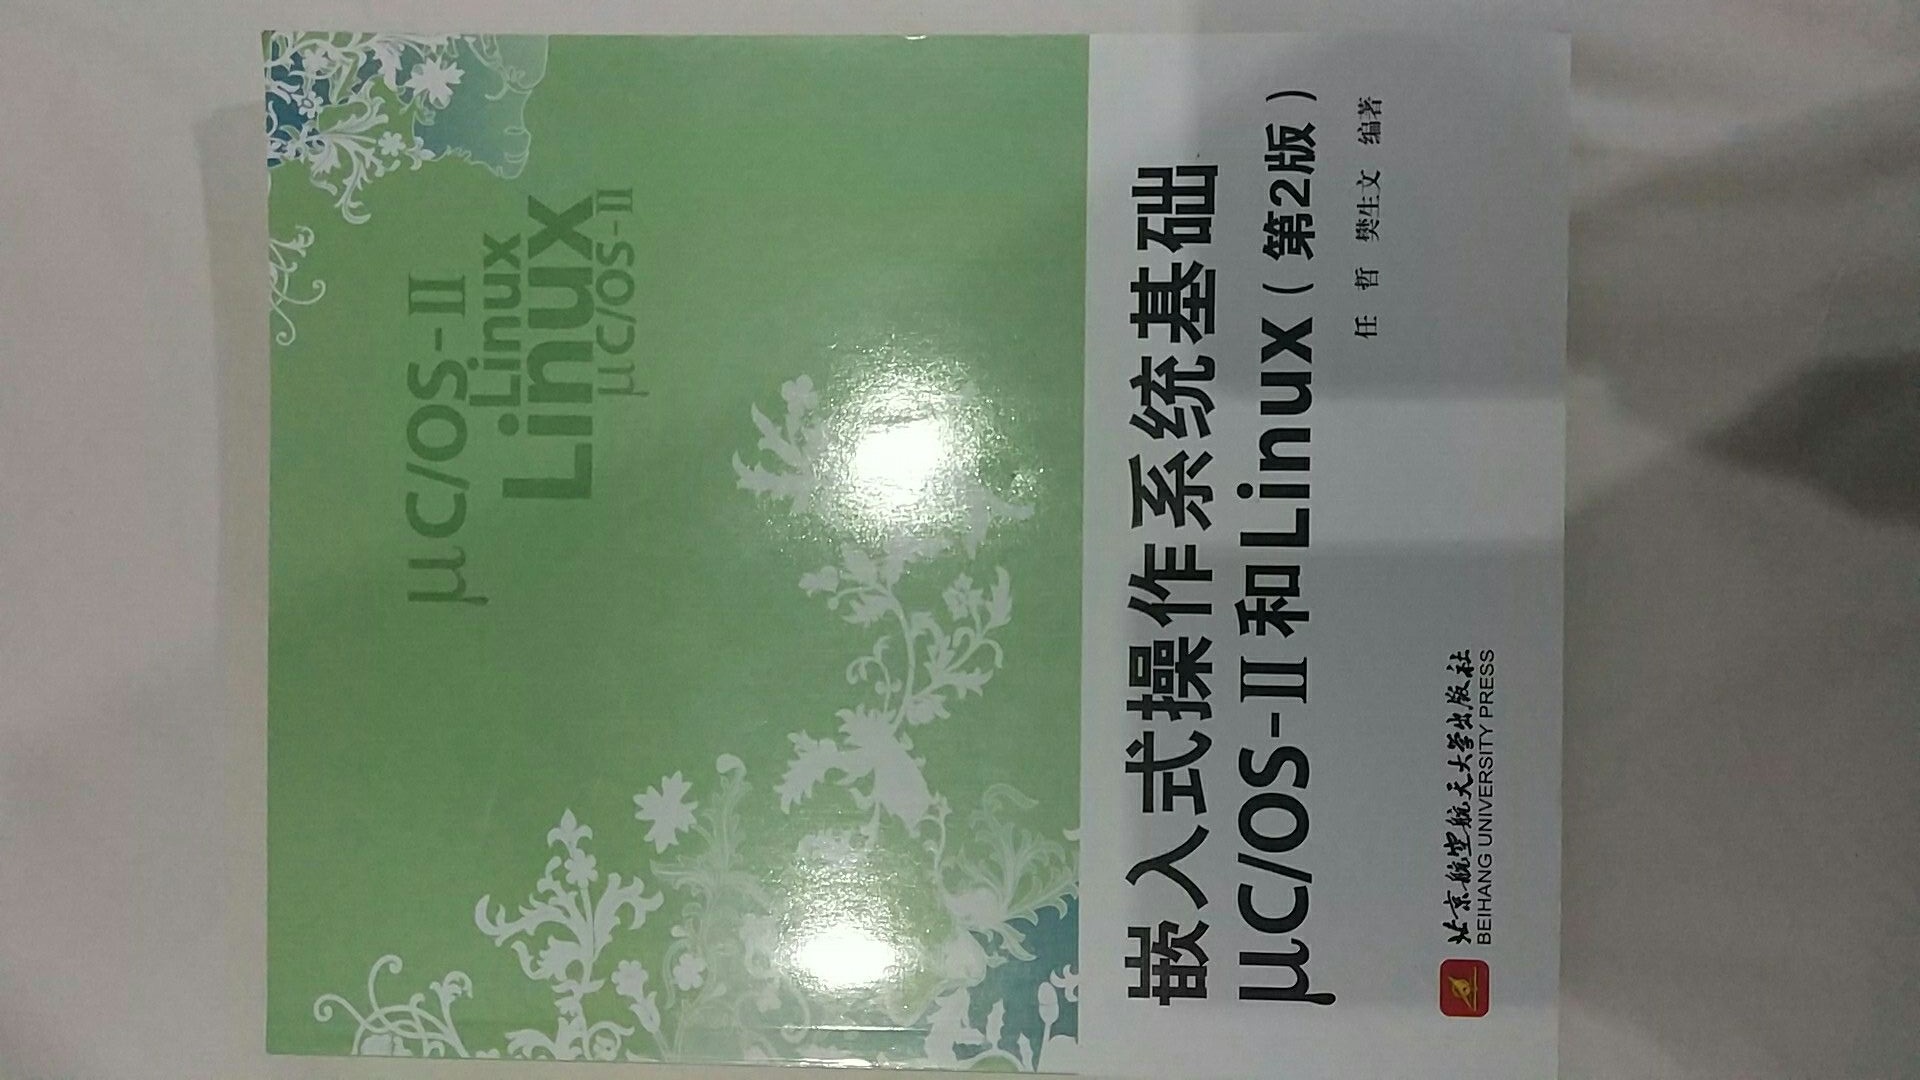 μC/OS-II
Linux
Linux
μC/OS-II
嵌入式操作系统基础
μC/OS-II和Linux（第2版）
任 哲 樊生文 编著
北京航空航天大学出版社
BEIHANG UNIVERSITY PRESS